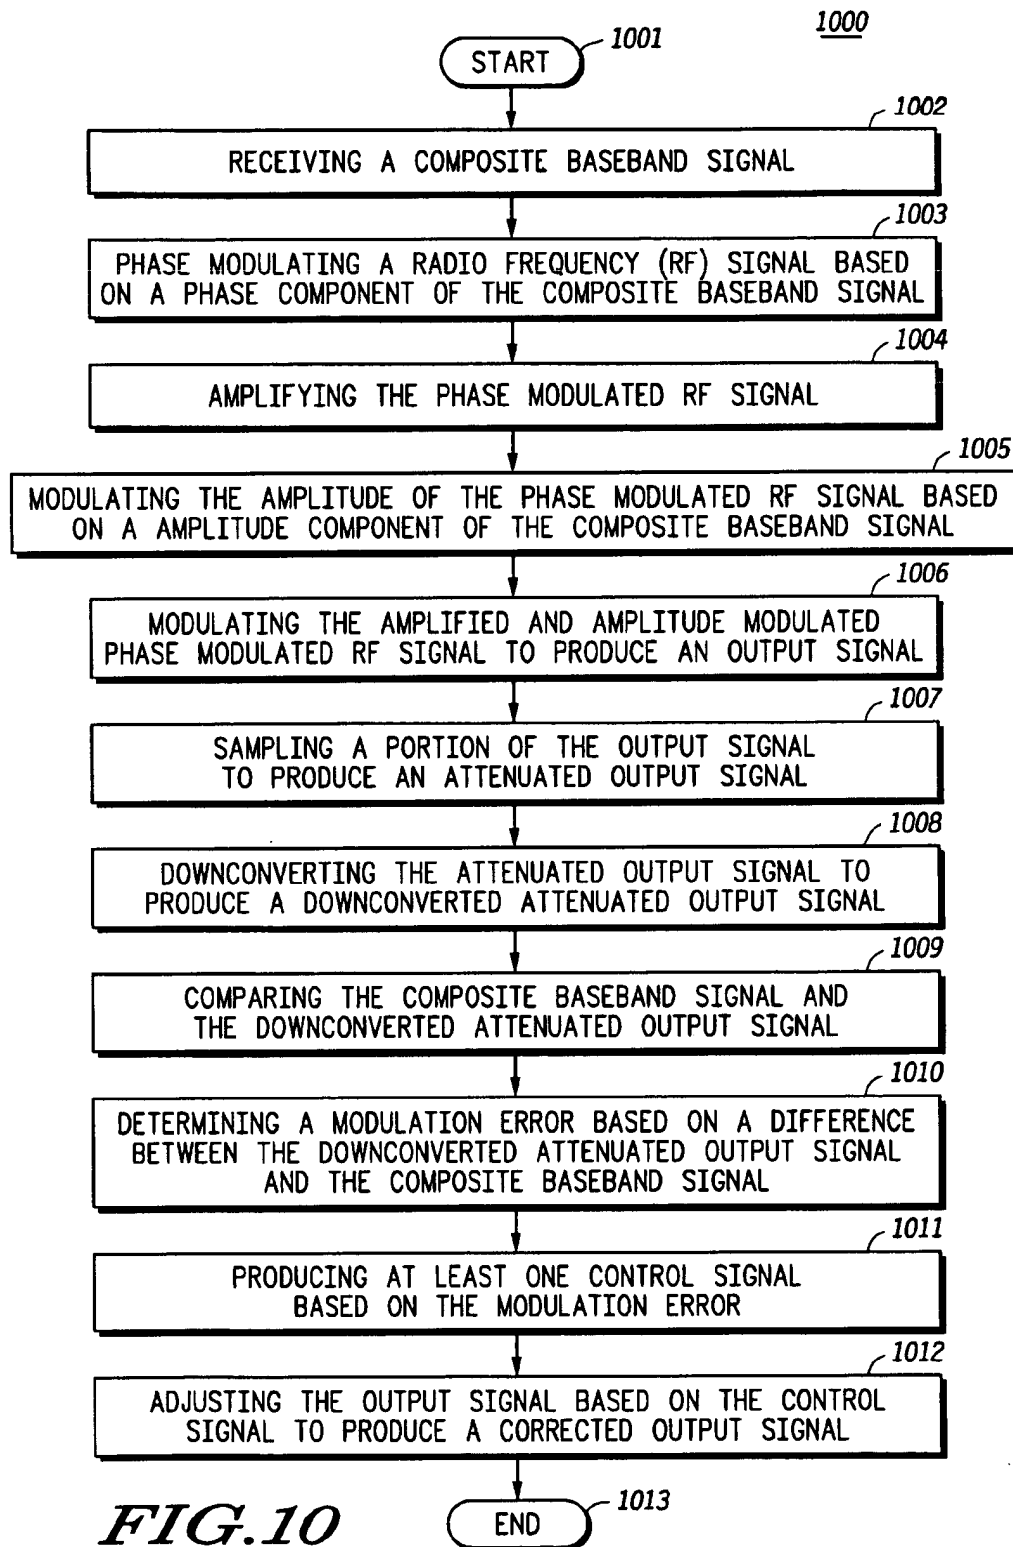 1000
1001
START
1002
RECEIVING A COMPOSITE BASEBAND SIGNAL
1003
PHASE MODULATING A RADIO FREQUENCY (RF) SIGNAL BASED
ON A PHASE COMPONENT OF THE COMPOSITE BASEBAND SIGNAL
1004
AMPLIFYING THE PHASE MODULATED RF SIGNAL
1005
MODULATING THE AMPLITUDE OF THE PHASE MODULATED RF SIGNAL BASED
ON A AMPLITUDE COMPONENT OF THE COMPOSITE BASEBAND SIGNAL
1006
MODULATING THE AMPLIFIED AND AMPLITUDE MODULATED
PHASE MODULATED RF SIGNAL TO PRODUCE AN OUTPUT SIGNAL
1007
SAMPLING A PORTION OF THE OUTPUT SIGNAL
TO PRODUCE AN ATTENUATED OUTPUT SIGNAL
1008
DOWNCONVERTING THE ATTENUATED OUTPUT SIGNAL TO
PRODUCE A DOWNCONVERTED ATTENUATED OUTPUT SIGNAL
1009
COMPARING THE COMPOSITE BASEBAND SIGNAL AND
THE DOWNCONVERTED ATTENUATED OUTPUT SIGNAL
1010
DETERMINING A MODULATION ERROR BASED ON A DIFFERENCE
BETWEEN THE DOWNCONVERTED ATTENUATED OUTPUT SIGNAL
AND THE COMPOSITE BASEBAND SIGNAL
1011
PRODUCING AT LEAST ONE CONTROL SIGNAL
BASED ON THE MODULATION ERROR
1012
ADJUSTING THE OUTPUT SIGNAL BASED ON THE CONTROL
SIGNAL TO PRODUCE A CORRECTED OUTPUT SIGNAL
1013
END
FIG.10